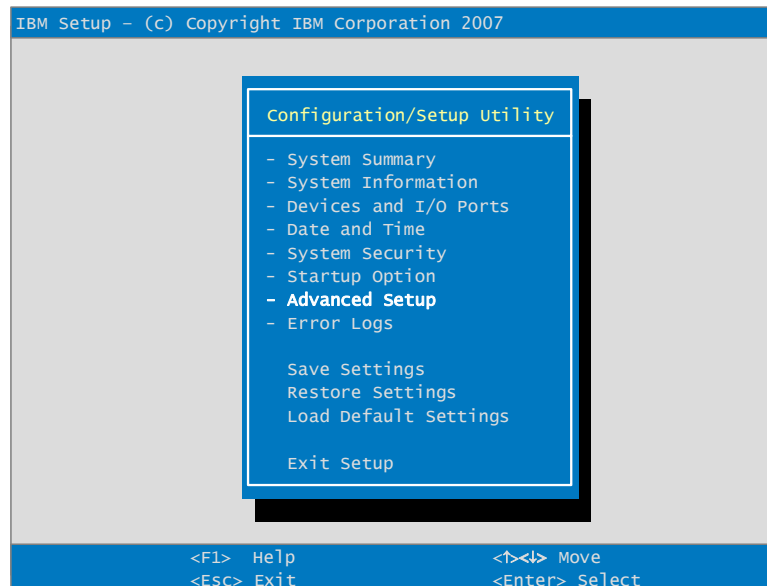 IBM Setup – (c) Copyright IBM Corporation 2007
Configuration/Setup Utility
- System Summary
- System Information
- Devices and I/O Ports
- Date and Time
- System Security
- Startup Option
- Advanced Setup
- Error Logs
Save Settings
Restore Settings
Load Default Settings
Exit Setup
<F1> Help <↑><↓> Move
<Esc> Exit <Enter> Select